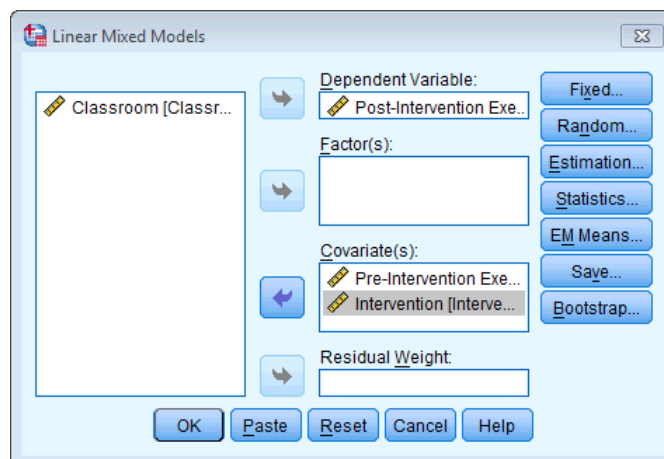 Linear Mixed Models
Classroom [Classr...
Dependent Variable:
Post-Intervention Exe..
Factor(s):
Covariate(s):
Pre-Intervention Exe...
Intervention [Interve...
Residual Weight:
Fixed...
Random...
Estimation...
Statistics...
EM Means...
Save...
Bootstrap...
OK
Paste
Reset
Cancel
Help